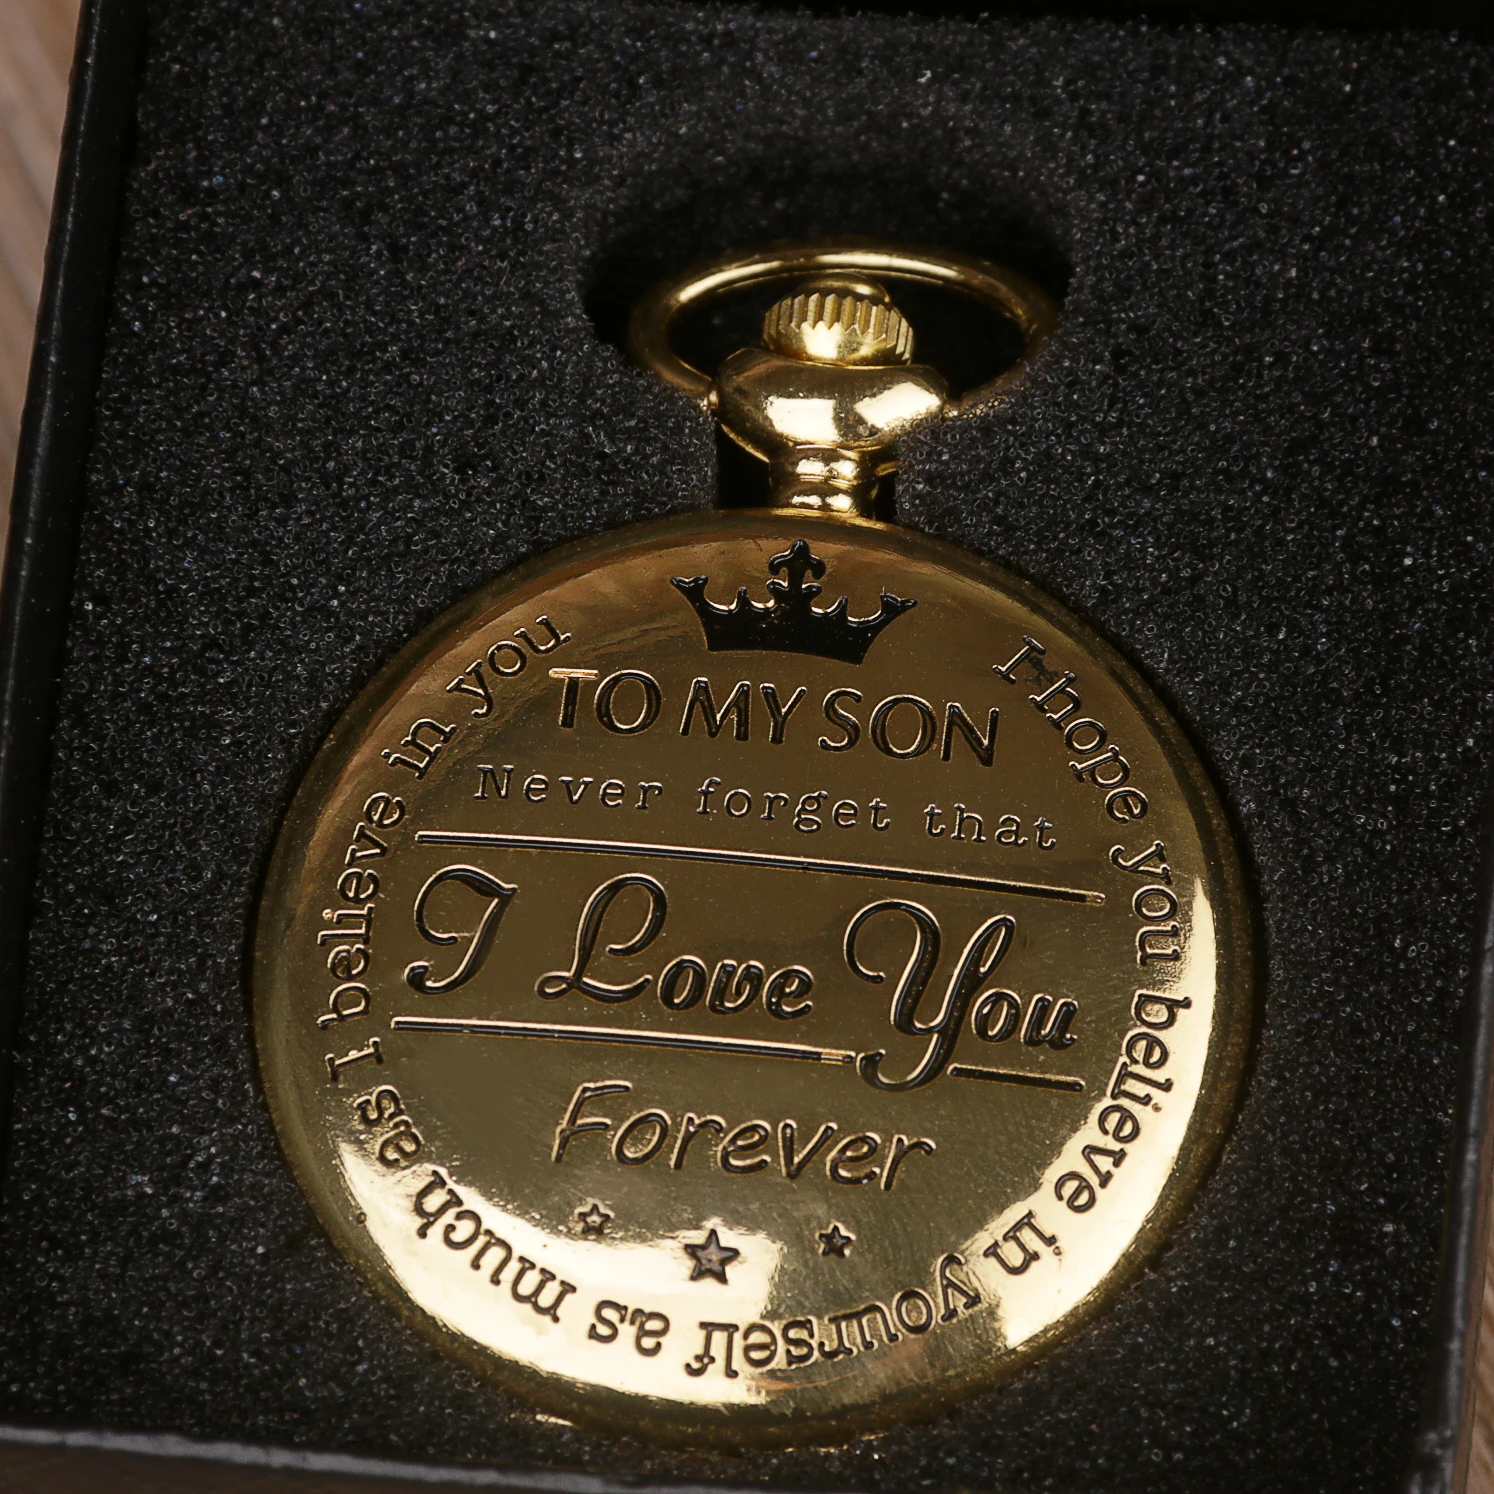 TO MY SON
Never forget that
I Love You
Forever
I hope you believe in yourself as much as I believe in you